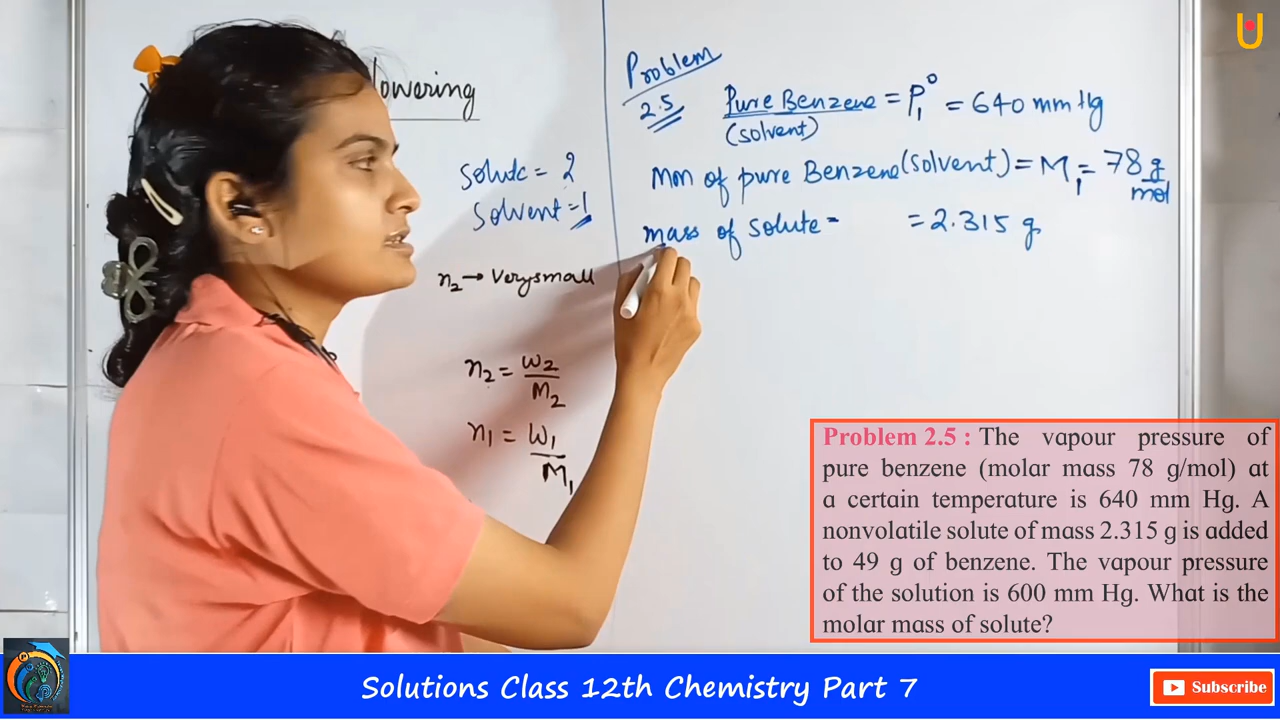 lowering
solute = 2
Solvent = 1
n₂ → Very small
n₂ = W₂/M₂
n₁ = W₁/M₁
Problem
2.5
Pure Benzene = P₁⁰ = 640 mm Hg
(solvent)
of pure Benzene (solvent) = M₁ = 78 g/mol
mass of solute = = 2.315 g
Problem 2.5 : The vapour pressure of
pure benzene (molar mass 78 g/mol) at
a certain temperature is 640 mm Hg. A
nonvolatile solute of mass 2.315 g is added
to 49 g of benzene. The vapour pressure
of the solution is 600 mm Hg. What is the
molar mass of solute?
Solutions Class 12th Chemistry Part 7
Subscribe